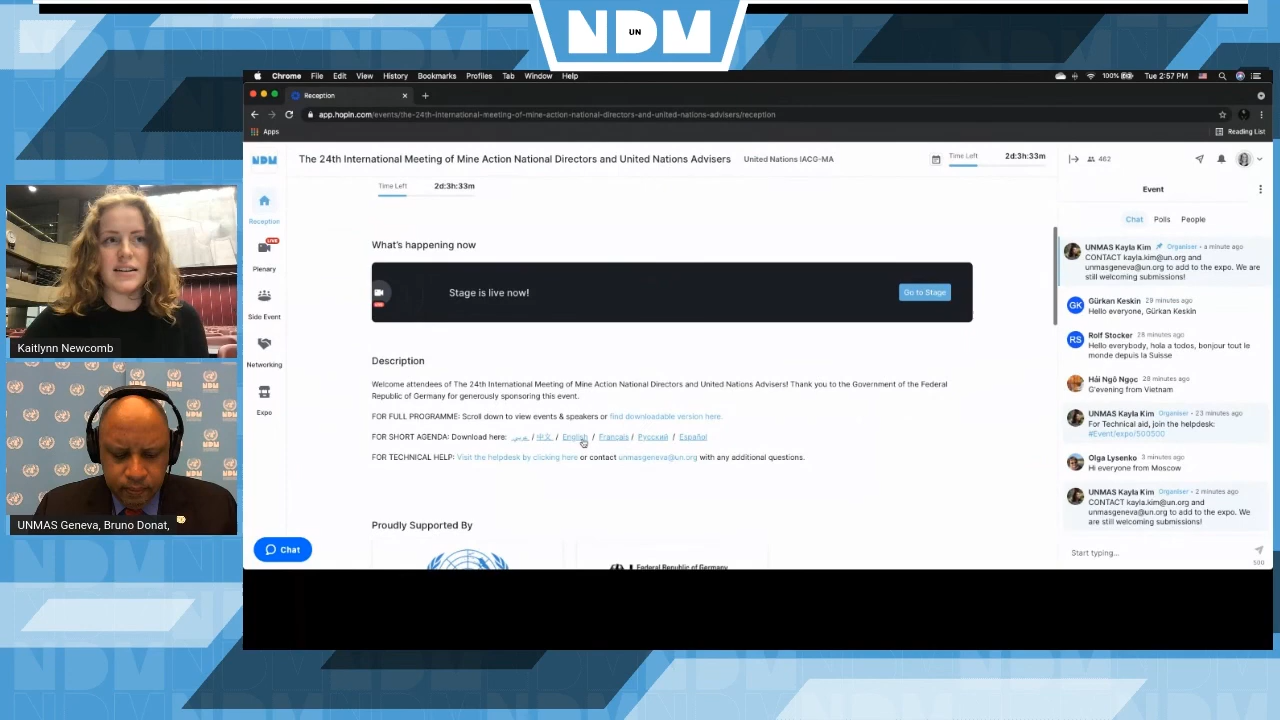 UN
NDM
Chrome File Edit View History Bookmarks Profiles Tab Window Help
100% Tue 2:57 PM
Reception
app.hopin.com/events/the-24th-international-meeting-of-mine-action-national-directors-and-united-nations-advisers/reception
Apps
Reading List
NDM
The 24th International Meeting of Mine Action National Directors and United Nations Advisers United Nations IACG-MA
Time Left 2d:3h:33m
462
Time Left 2d:3h:33m
Reception
LIVE
Plenary
Side Event
Networking
Expo
What's happening now
Stage is live now!
Go to Stage
Description
Welcome attendees of The 24th International Meeting of Mine Action National Directors and United Nations Advisers! Thank you to the Government of the Federal
Republic of Germany for generously sponsoring this event.
FOR FULL PROGRAMME: Scroll down to view events & speakers or find downloadable version here.
FOR SHORT AGENDA: Download here: عربي / 中文 / English / Français / Русский / Español
FOR TECHNICAL HELP: Visit the helpdesk by clicking here or contact unmasgeneva@un.org with any additional questions.
Proudly Supported By
Federal Republic of Germany
Chat
Event
Chat Polls People
UNMAS Kayla Kim Organiser • a minute ago
CONTACT kayla.kim@un.org and
unmasgeneva@un.org to add to the expo. We are
still welcoming submissions!
GK
Gürkan Keskin 29 minutes ago
Hello everyone, Gürkan Keskin
RS
Rolf Stocker 28 minutes ago
Hello everybody, hola a todos, bonjour tout le
monde depuis la Suisse
Hải Ngô Ngọc 28 minutes ago
G'evening from Vietnam
UNMAS Kayla Kim Organiser • 23 minutes ago
For Technical aid, join the helpdesk:
#Event/expo/500500
Olga Lysenko 3 minutes ago
Hi everyone from Moscow
UNMAS Kayla Kim Organiser • 2 minutes ago
CONTACT kayla.kim@un.org and
unmasgeneva@un.org to add to the expo. We
are still welcoming submissions!
Start typing...
500
Kaitlynn Newcomb
NDM
UNMAS Geneva, Bruno Donat,